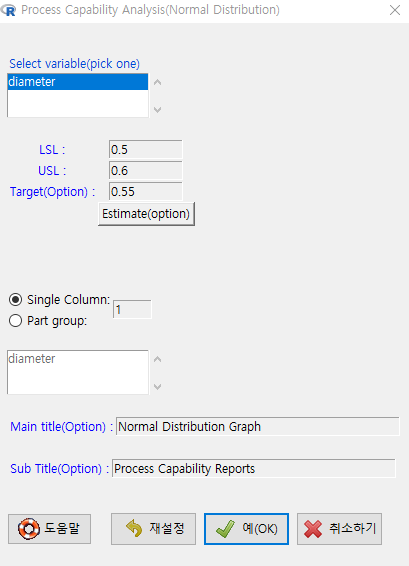 Process Capability Analysis(Normal Distribution)
Select variable(pick one)
diameter
LSL : 0.5
USL : 0.6
Target(Option) : 0.55
Estimate(option)
Single Column: 1
Part group:
diameter
Main title(Option) : Normal Distribution Graph
Sub Title(Option) : Process Capability Reports
도움말 재설정 예(OK) 취소하기